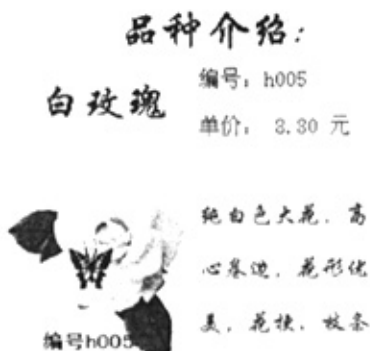 品种介绍:
白玫瑰
编号: h005
单价: 3.30 元
纯白色大花, 高
心卷边, 花形优
美, 花梗, 枝条
编号h005